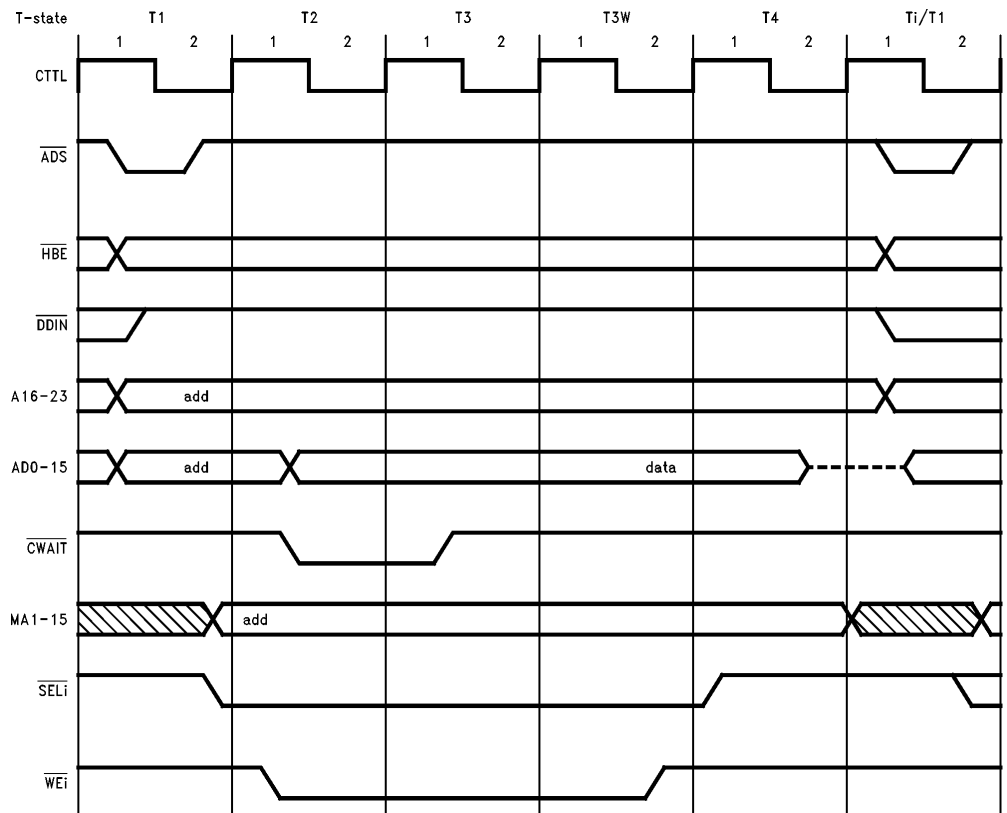 T-state T1 T2 T3 T3W T4 Ti/T1
1 2 1 2 1 2 1 2 1 2 1 2
CTTL
ADS
HBE
DDIN
A16-23 add
AD0-15 add data
CWAIT
MA1-15 add
SELi
WEi